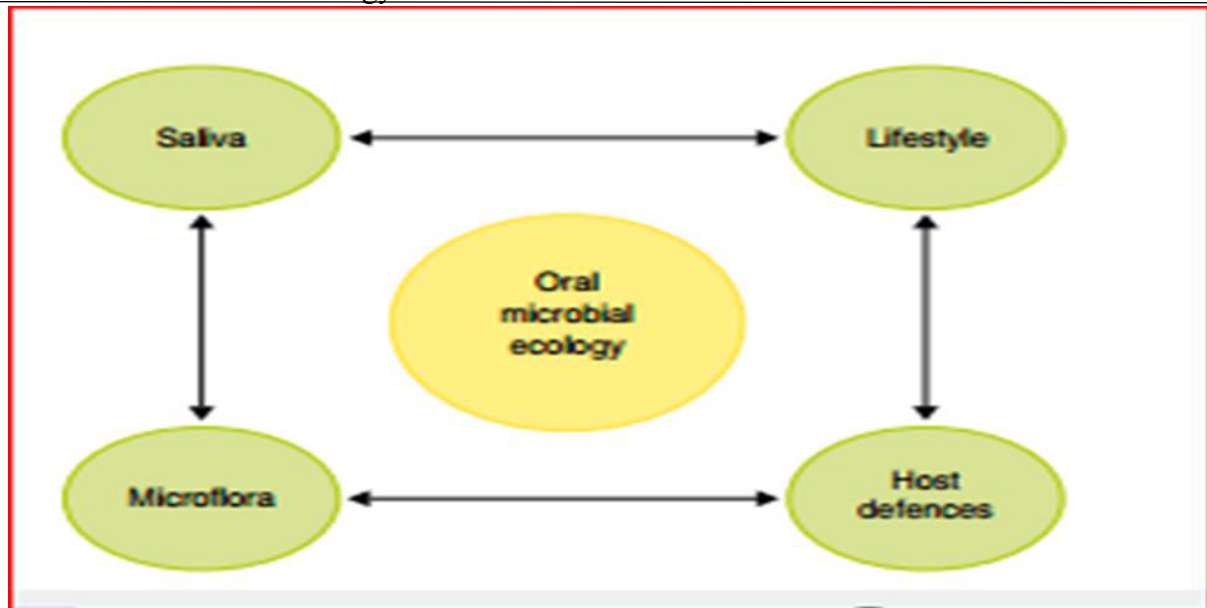 Saliva
Lifestyle
Oral
microbial
ecology
Microflora
Host
defences